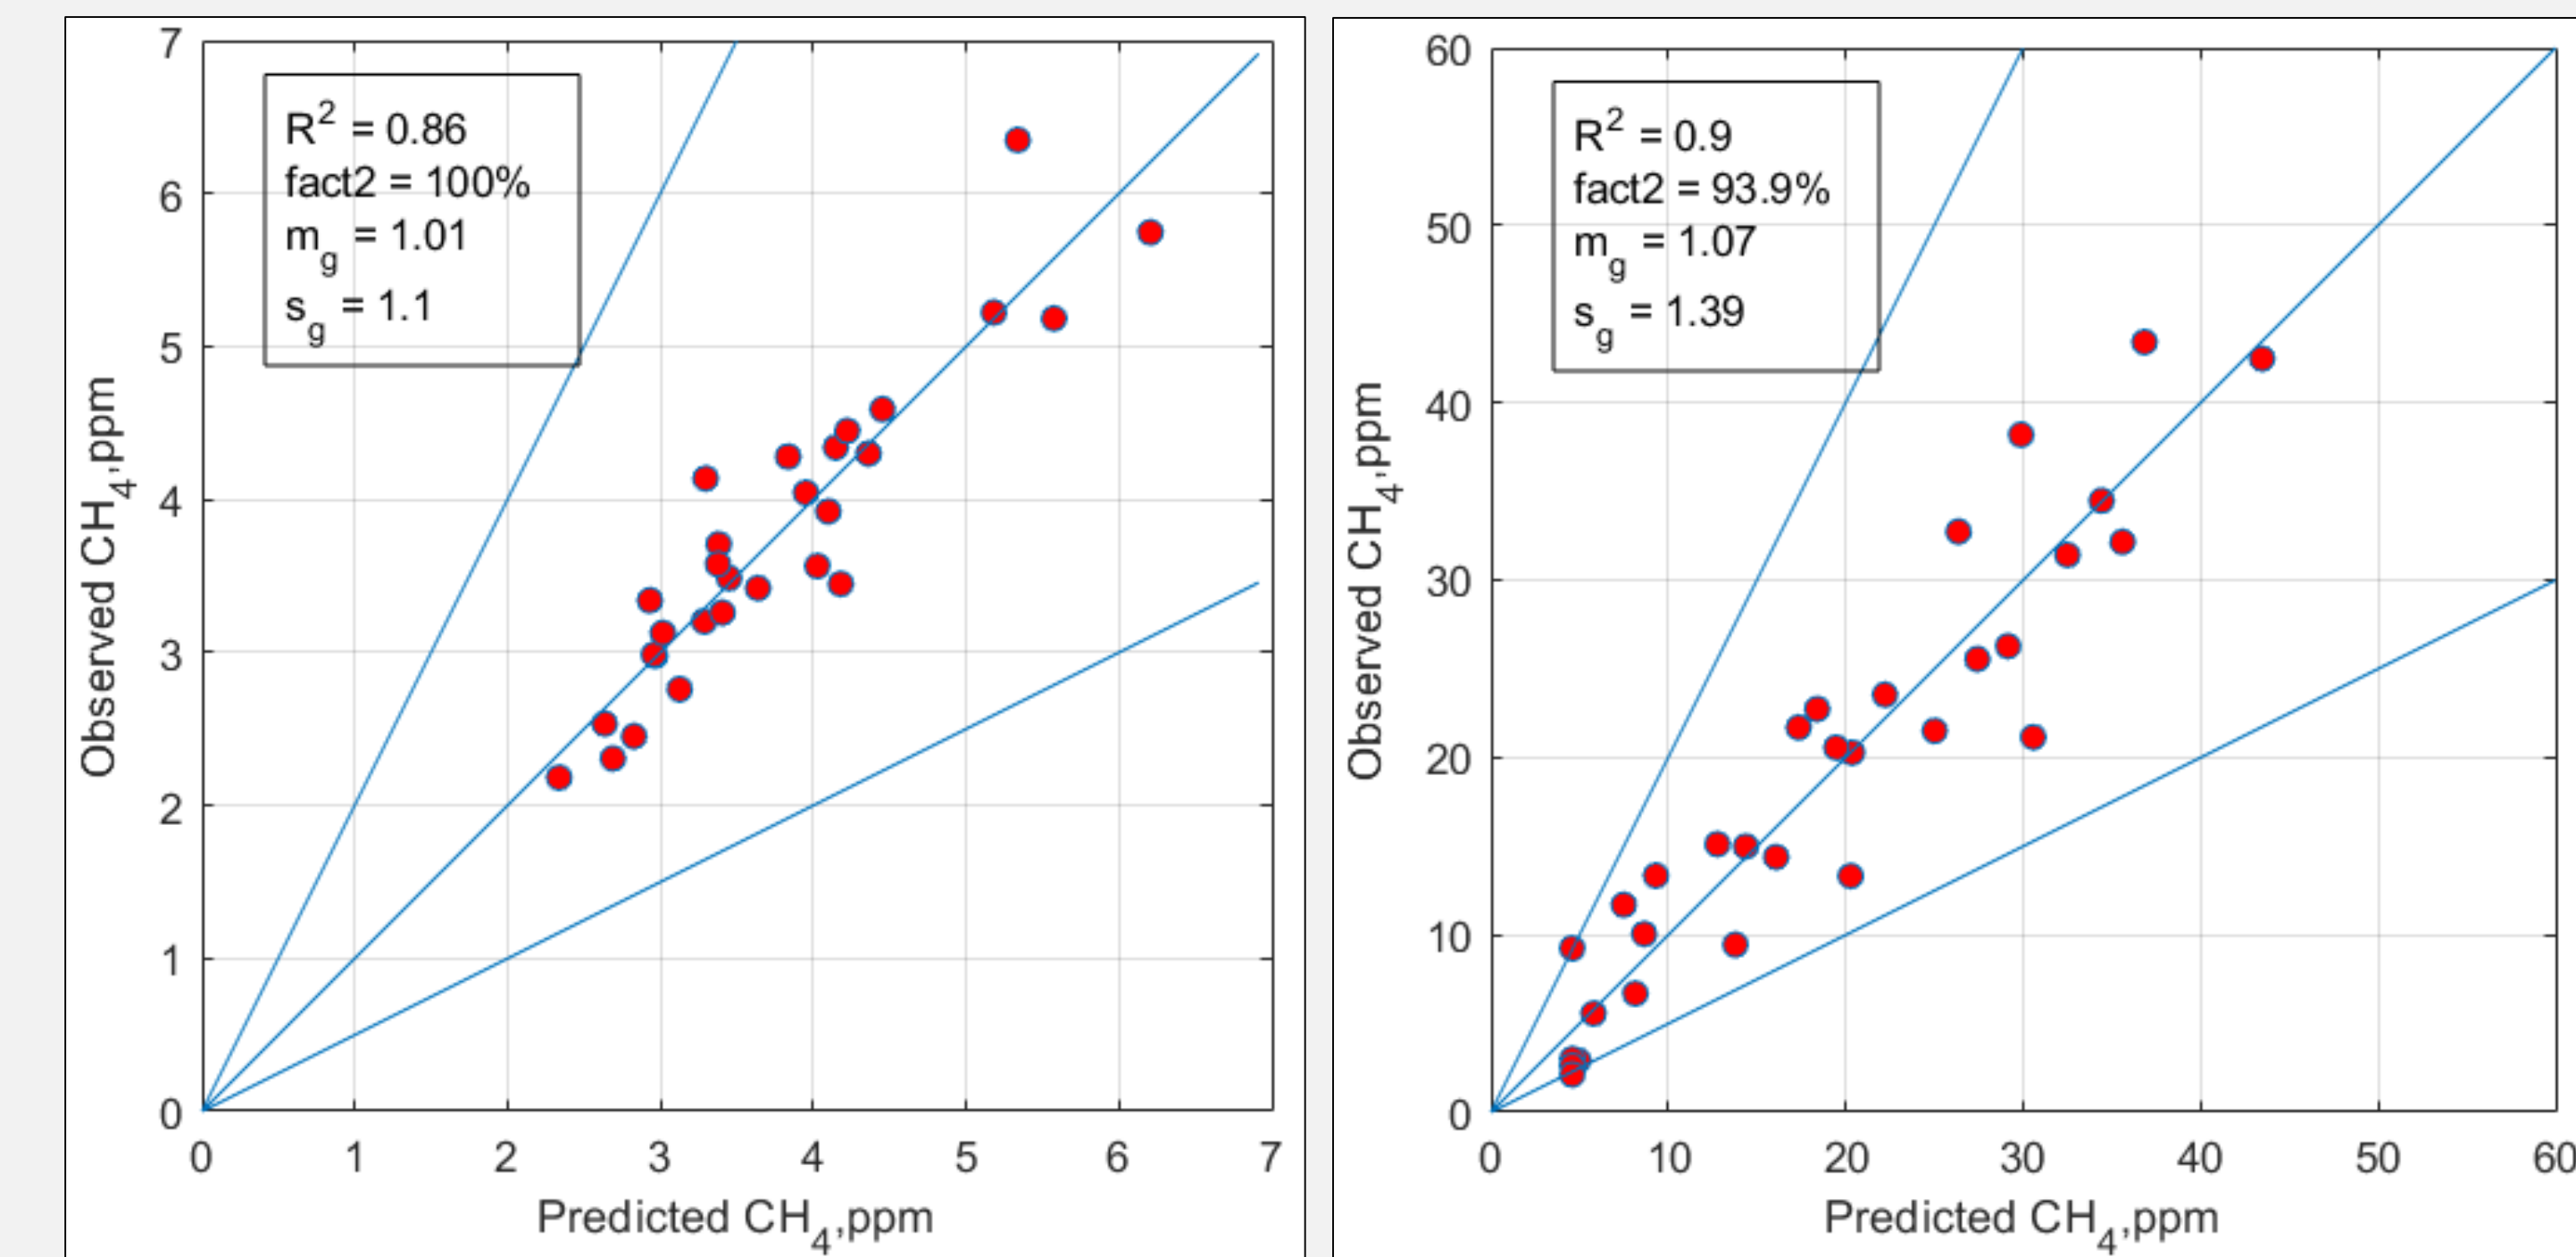 7
6
5
4
3
2
1
0
Observed CH4,ppm
R2 = 0.86
fact2 = 100%
mg = 1.01
sg = 1.1
0 1 2 3 4 5 6 7
Predicted CH4,ppm
60
50
40
30
20
10
0
Observed CH4,ppm
R2 = 0.9
fact2 = 93.9%
mg = 1.07
sg = 1.39
0 10 20 30 40 50 60
Predicted CH4,ppm